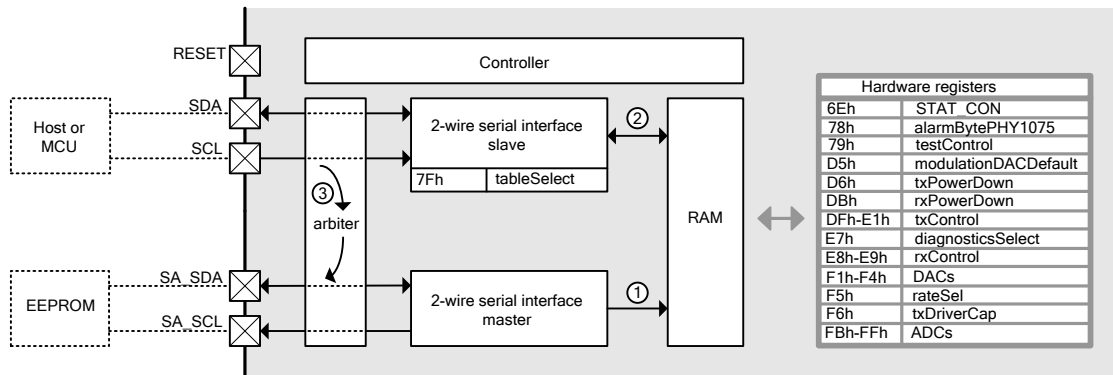 RESET
Controller
Hardware registers
6Eh STAT_CON
78h alarmBytePHY1075
79h testControl
D5h modulationDACDefault
D6h txPowerDown
DBh rxPowerDown
DFh-E1h txControl
E7h diagnosticsSelect
E8h-E9h rxControl
F1h-F4h DACs
F5h rateSel
F6h txDriverCap
FBh-FFh ADCs
Host or
MCU
SDA
SCL
2-wire serial interface
slave
7Fh tableSelect
2
3
arbiter
RAM
EEPROM
SA_SDA
SA_SCL
2-wire serial interface
master
1